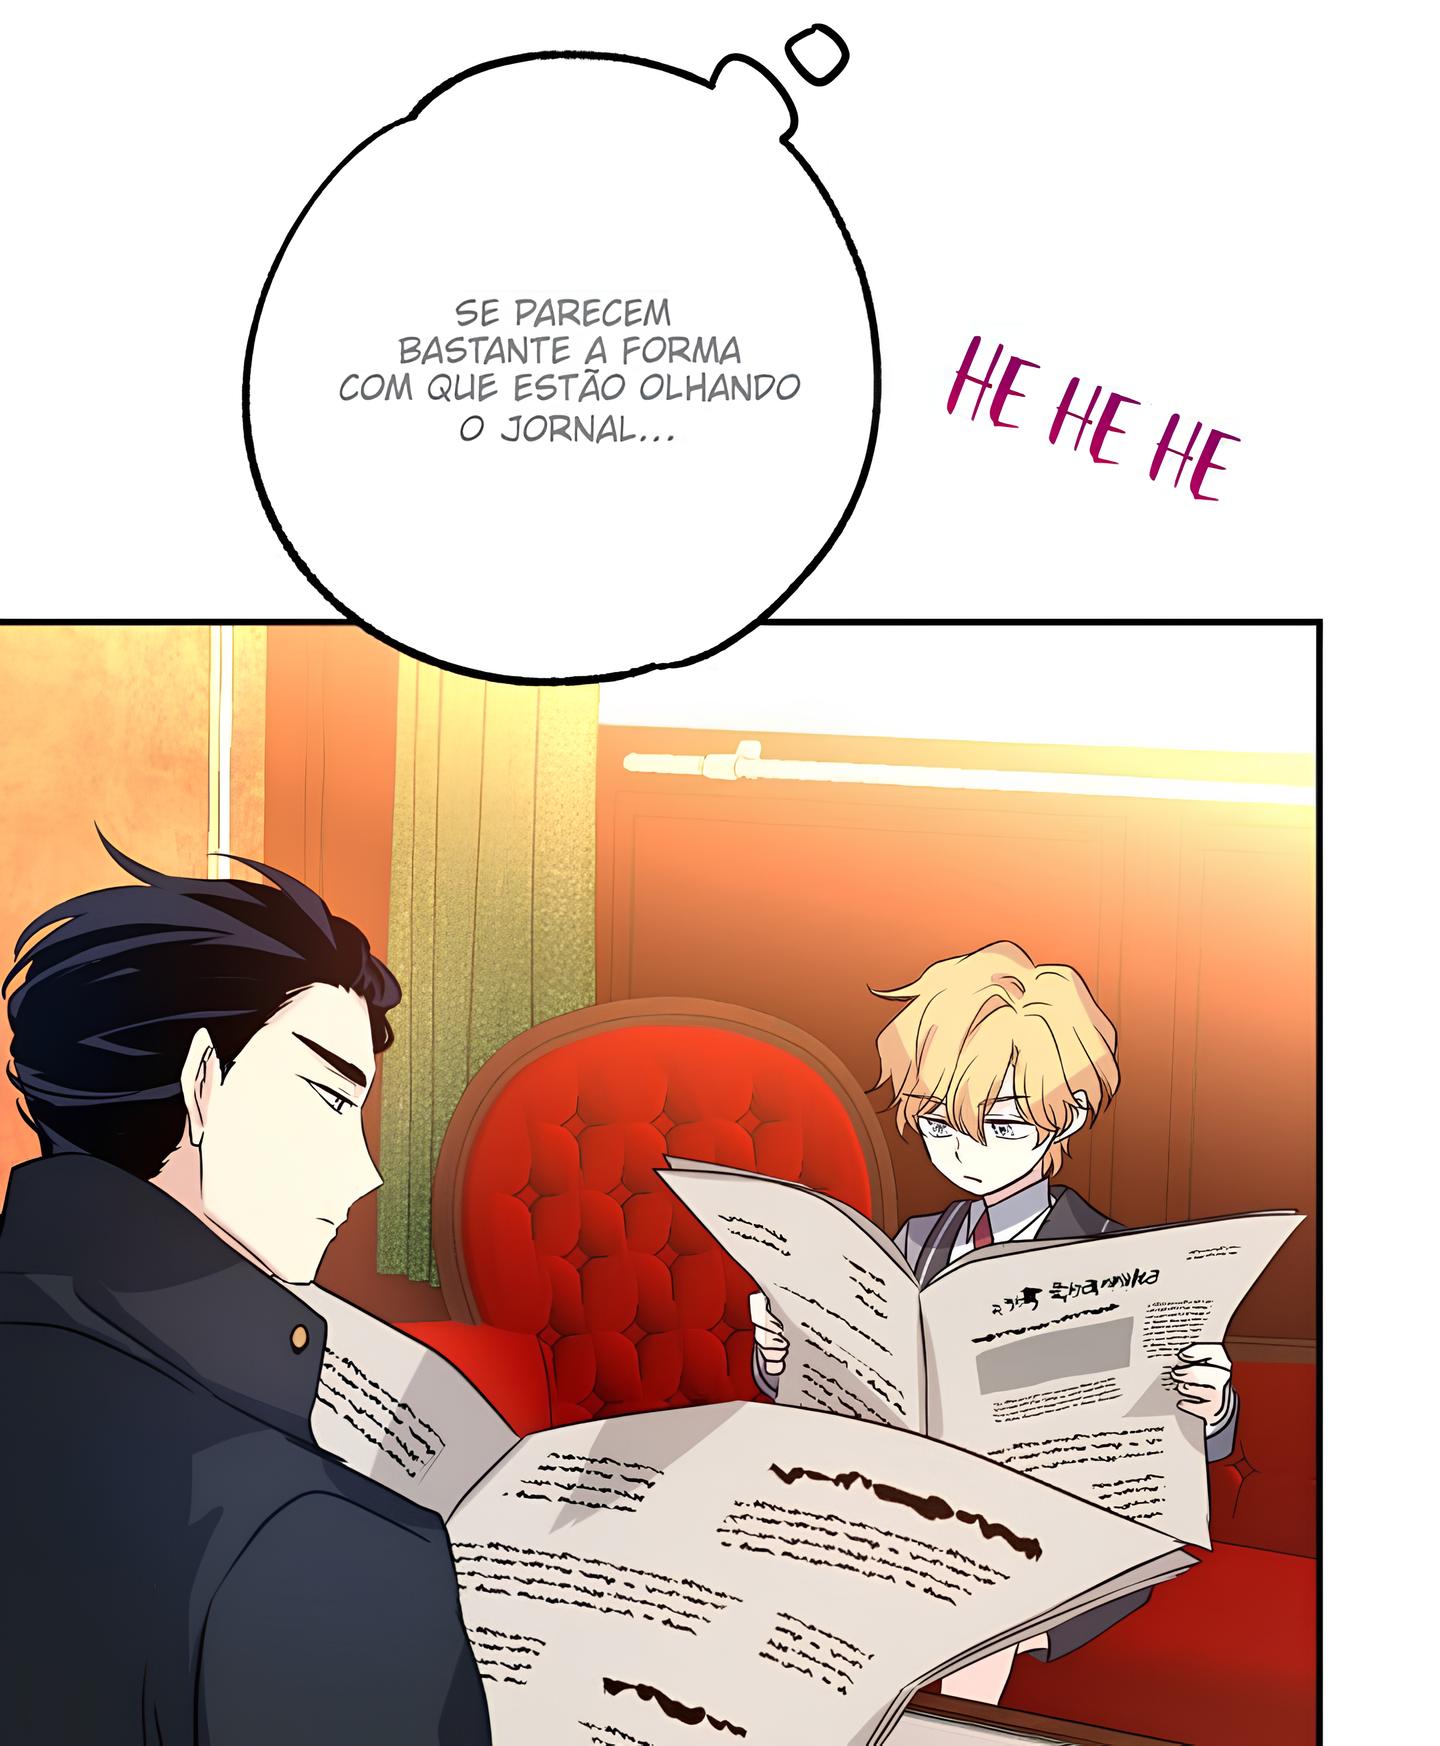 SE PARECEM
BASTANTE A FORMA
COM QUE ESTÃO OLHANDO
O JORNAL...
HE HE HE